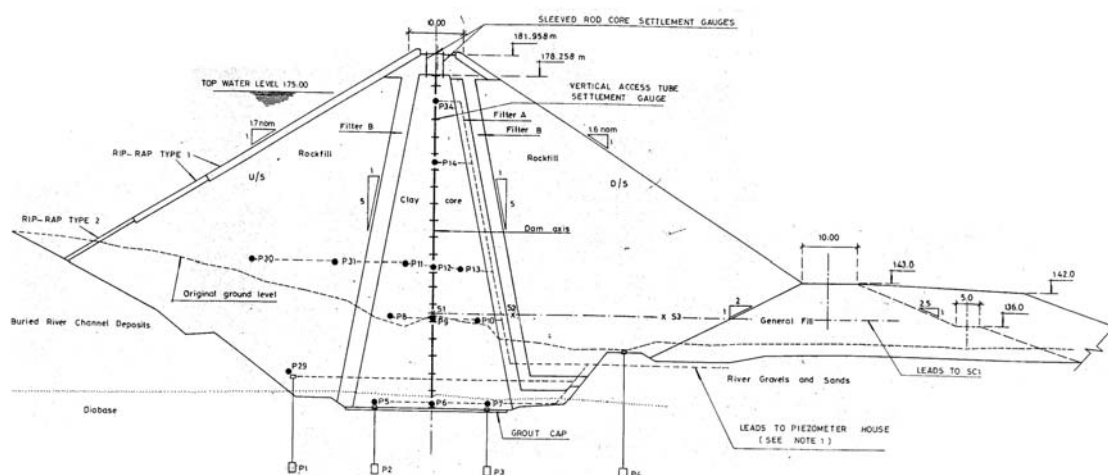 SLEEVED ROD CORE SETTLEMENT GAUGES
10.00
181.958 m
178.258 m
TOP WATER LEVEL 175.00
VERTICAL ACCESS TUBE
SETTLEMENT GAUGE
P34
Filter A
Filter B
Filter B
1.7 nom
1
1.6 nom
1
Rockfill
Rockfill
RIP-RAP TYPE 1
U/S
P14
D/S
1
5
1
5
Clay core
RIP-RAP TYPE 2
Dam axis
10.00
P30
P31
P11
P12
P13
143.0
142.0
Original ground level
2
1
2.5
1
5.0
136.0
P8
S1
P9
P10
S2
x
x S3
General Fill
Buried River Channel Deposits
P29
LEADS TO SC1
River Gravels and Sands
Diabase
P5
P6
P7
GROUT CAP
LEADS TO PIEZOMETER HOUSE
(SEE NOTE 1)
P1
P2
P3